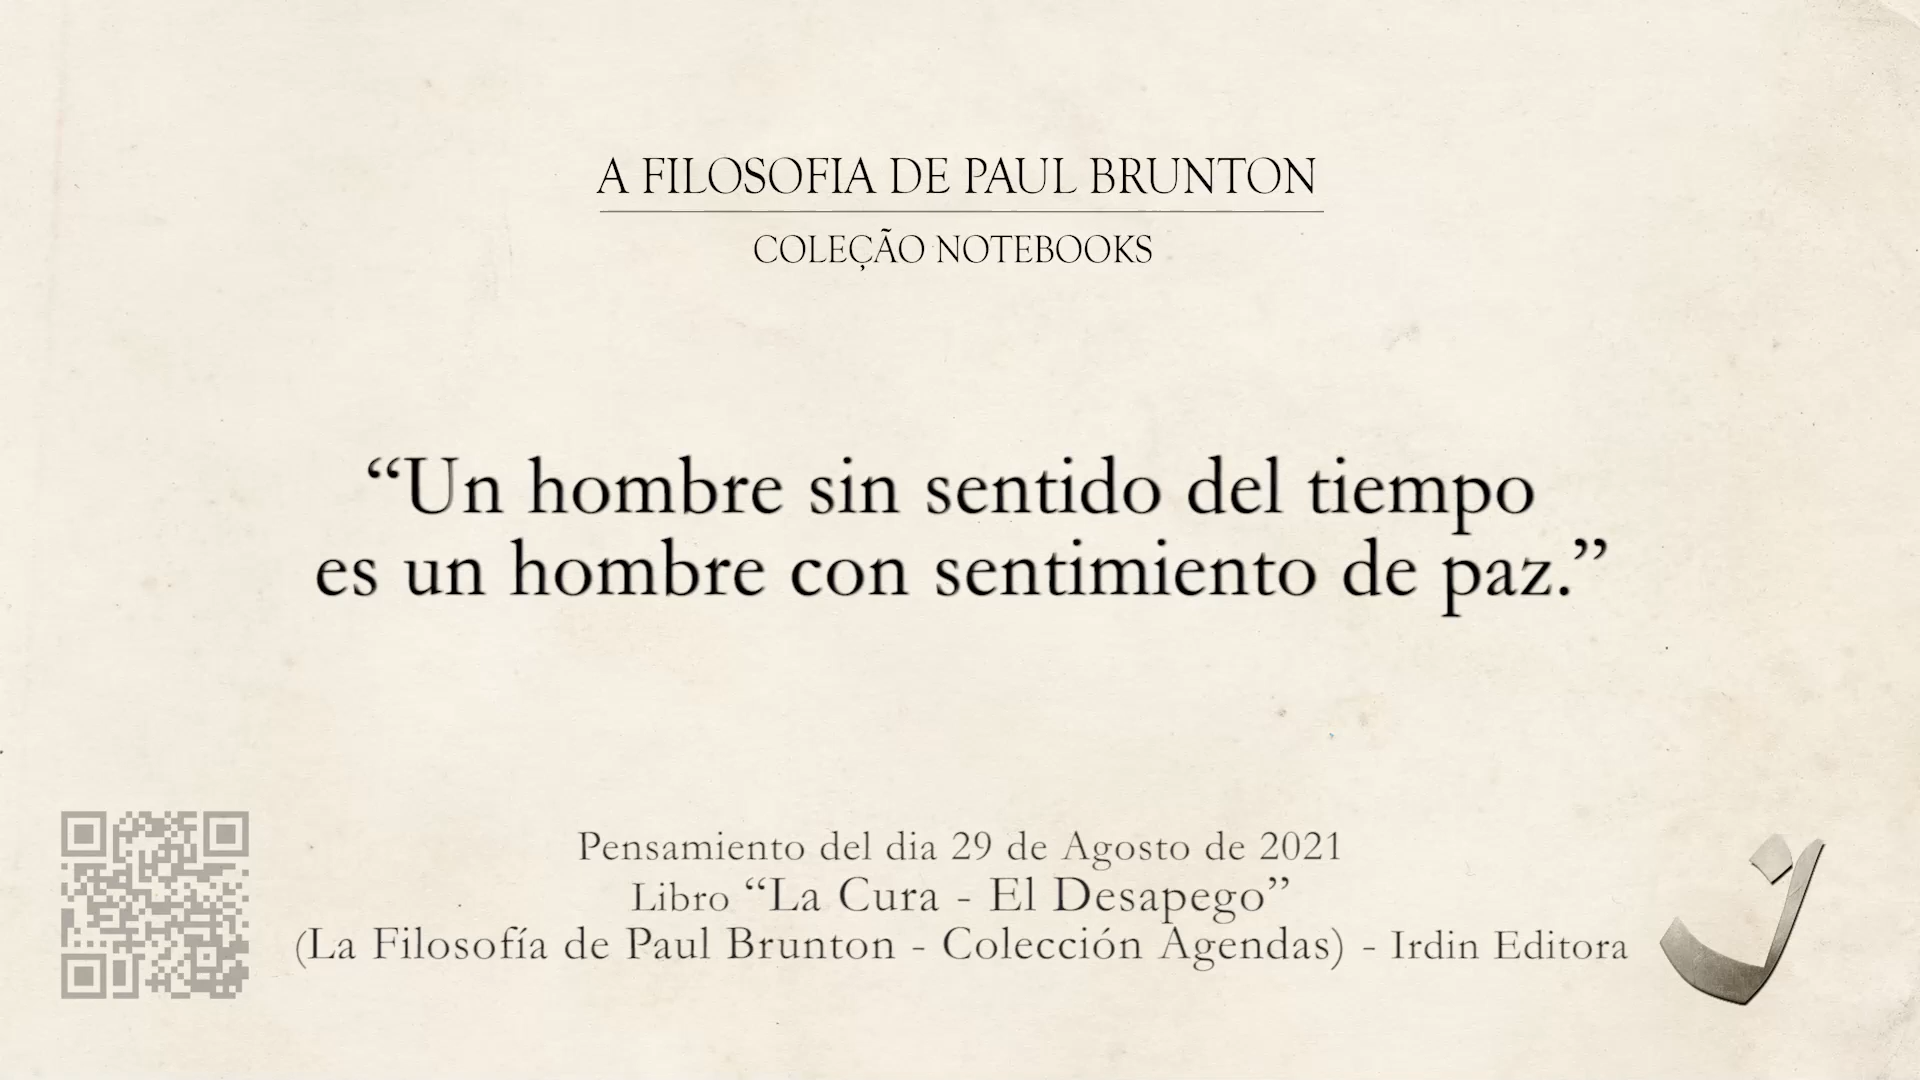 A FILOSOFIA DE PAUL BRUNTON
COLEÇÃO NOTEBOOKS
“Un hombre sin sentido del tiempo
es un hombre con sentimiento de paz.”
Pensamiento del dia 29 de Agosto de 2021
Libro “La Cura - El Desapego”
(La Filosofía de Paul Brunton - Colección Agendas) - Irdin Editora